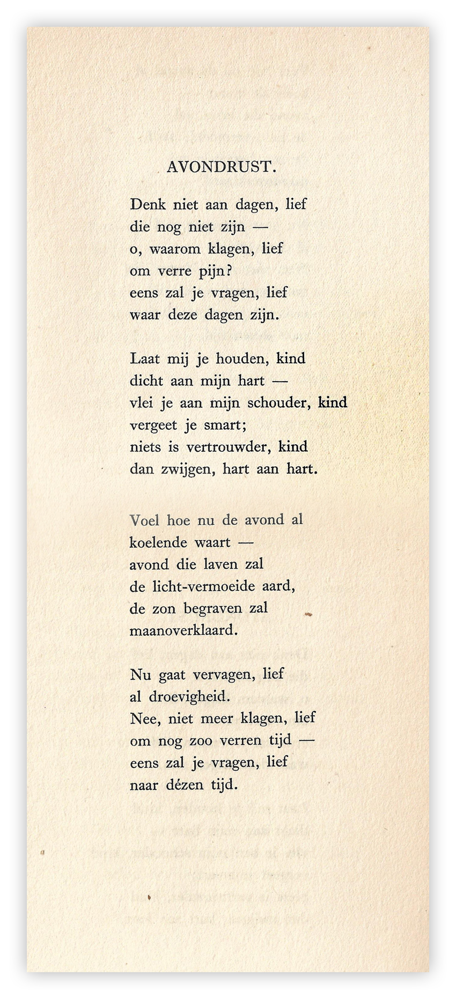 AVONDRUST.
Denk niet aan dagen, lief
die nog niet zijn —
o, waarom klagen, lief
om verre pijn?
eens zal je vragen, lief
waar deze dagen zijn.
Laat mij je houden, kind
dicht aan mijn hart —
vlei je aan mijn schouder, kind
vergeet je smart;
niets is vertrouwder, kind
dan zwijgen, hart aan hart.
Voel hoe nu de avond al
koelende waart —
avond die laven zal
de licht-vermoeide aard,
de zon begraven zal
maanoverklaard.
Nu gaat vervagen, lief
al droevigheid.
Nee, niet meer klagen, lief
om nog zoo verren tijd —
eens zal je vragen, lief
naar dézen tijd.